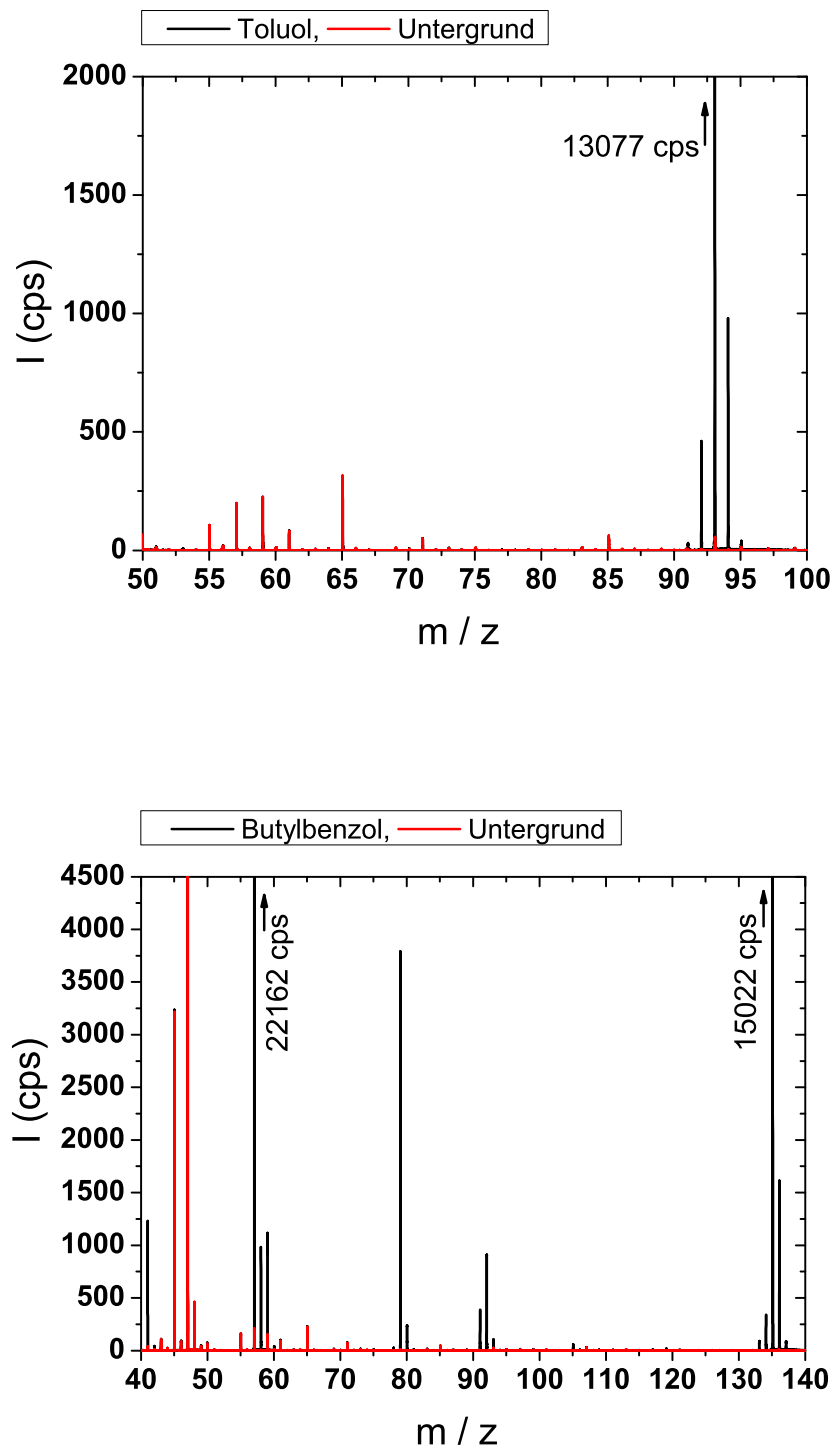 Toluol, Untergrund
2000
13077 cps
1500
1000
500
0
I (cps)
50 55 60 65 70 75 80 85 90 95 100
m / z
Butylbenzol, Untergrund
4500
4000
3500
3000
2500
2000
1500
1000
500
0
I (cps)
22162 cps
15022 cps
40 50 60 70 80 90 100 110 120 130 140
m / z